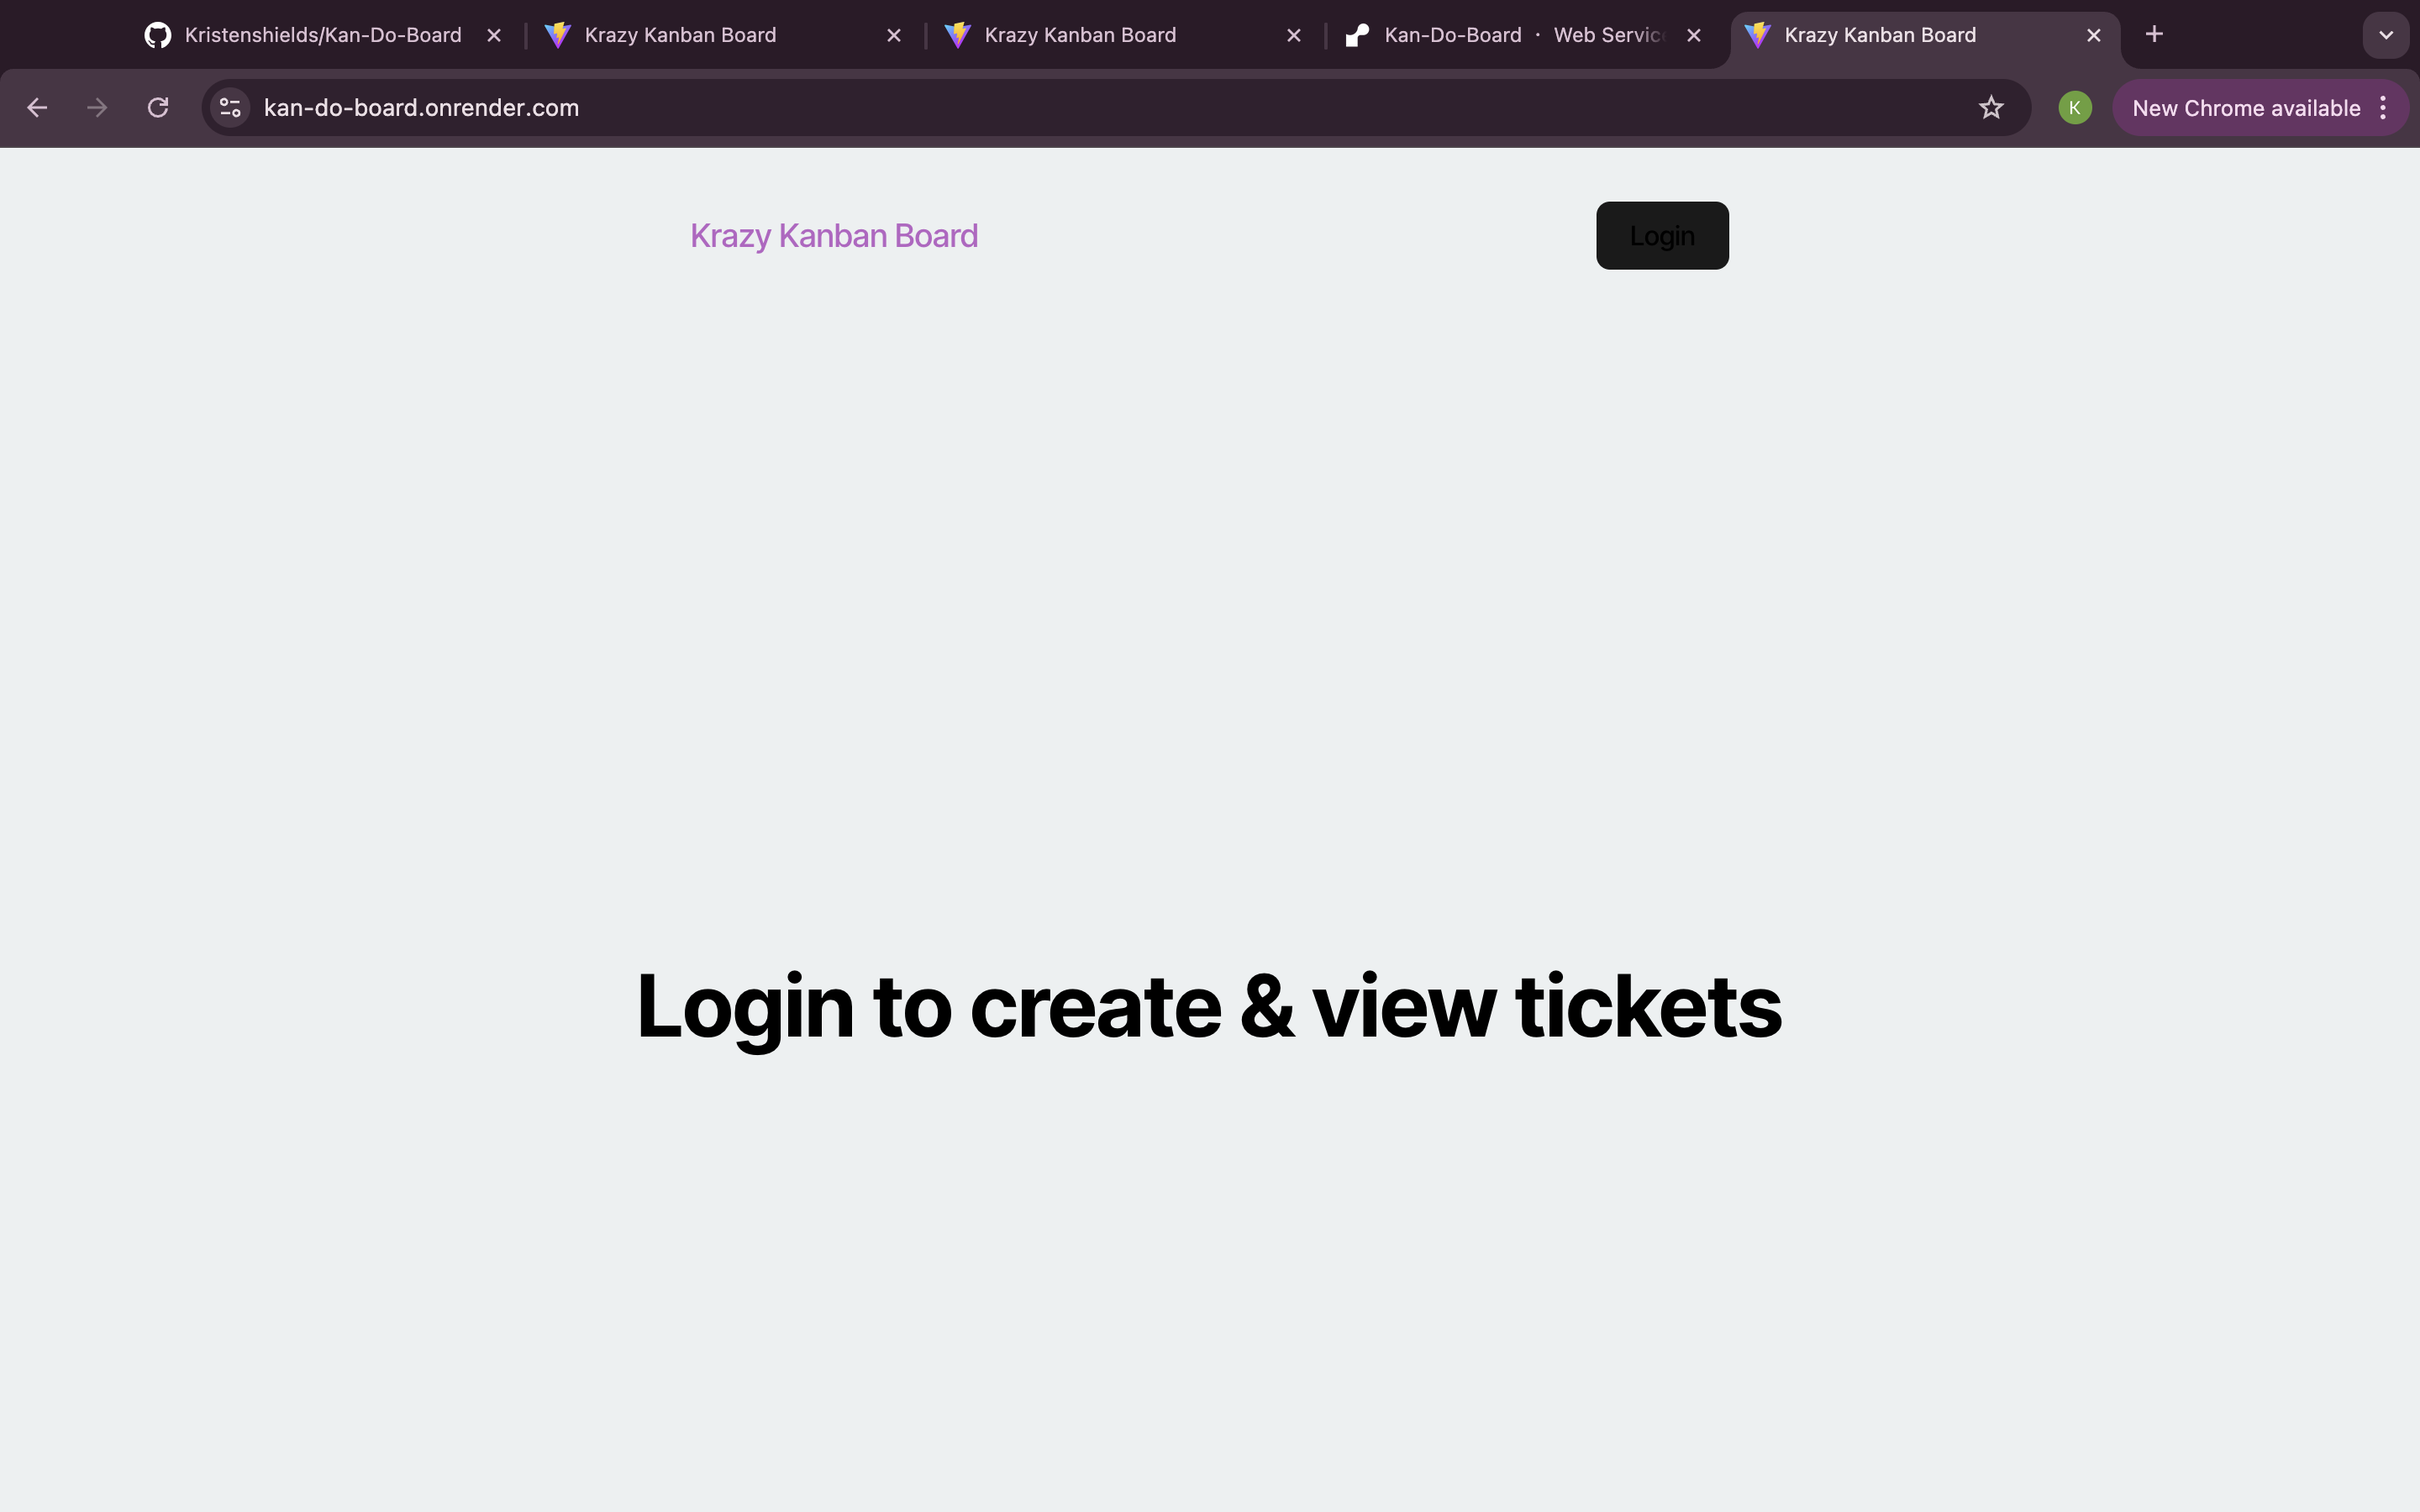 Kristenshields/Kan-Do-Board
Krazy Kanban Board
Krazy Kanban Board
Kan-Do-Board · Web Servic
Krazy Kanban Board
kan-do-board.onrender.com
K
New Chrome available
Krazy Kanban Board
Login
Login to create & view tickets